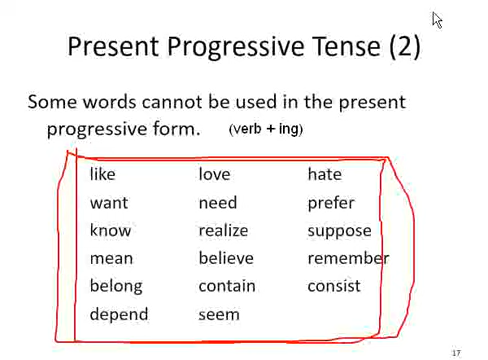 Present Progressive Tense (2)
Some words cannot be used in the present
progressive form. (verb + ing)
like love hate
want need prefer
know realize suppose
mean believe remember
belong contain consist
depend seem
17